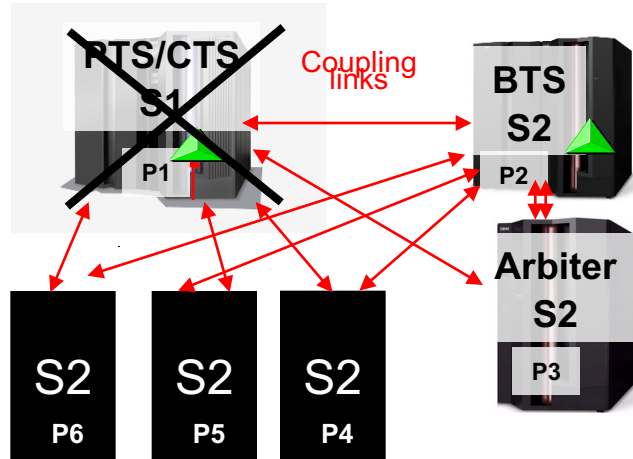 PTS/CTS
S1
P1
Coupling
links
BTS
S2
P2
Arbiter
S2
P3
S2
P6
S2
P5
S2
P4